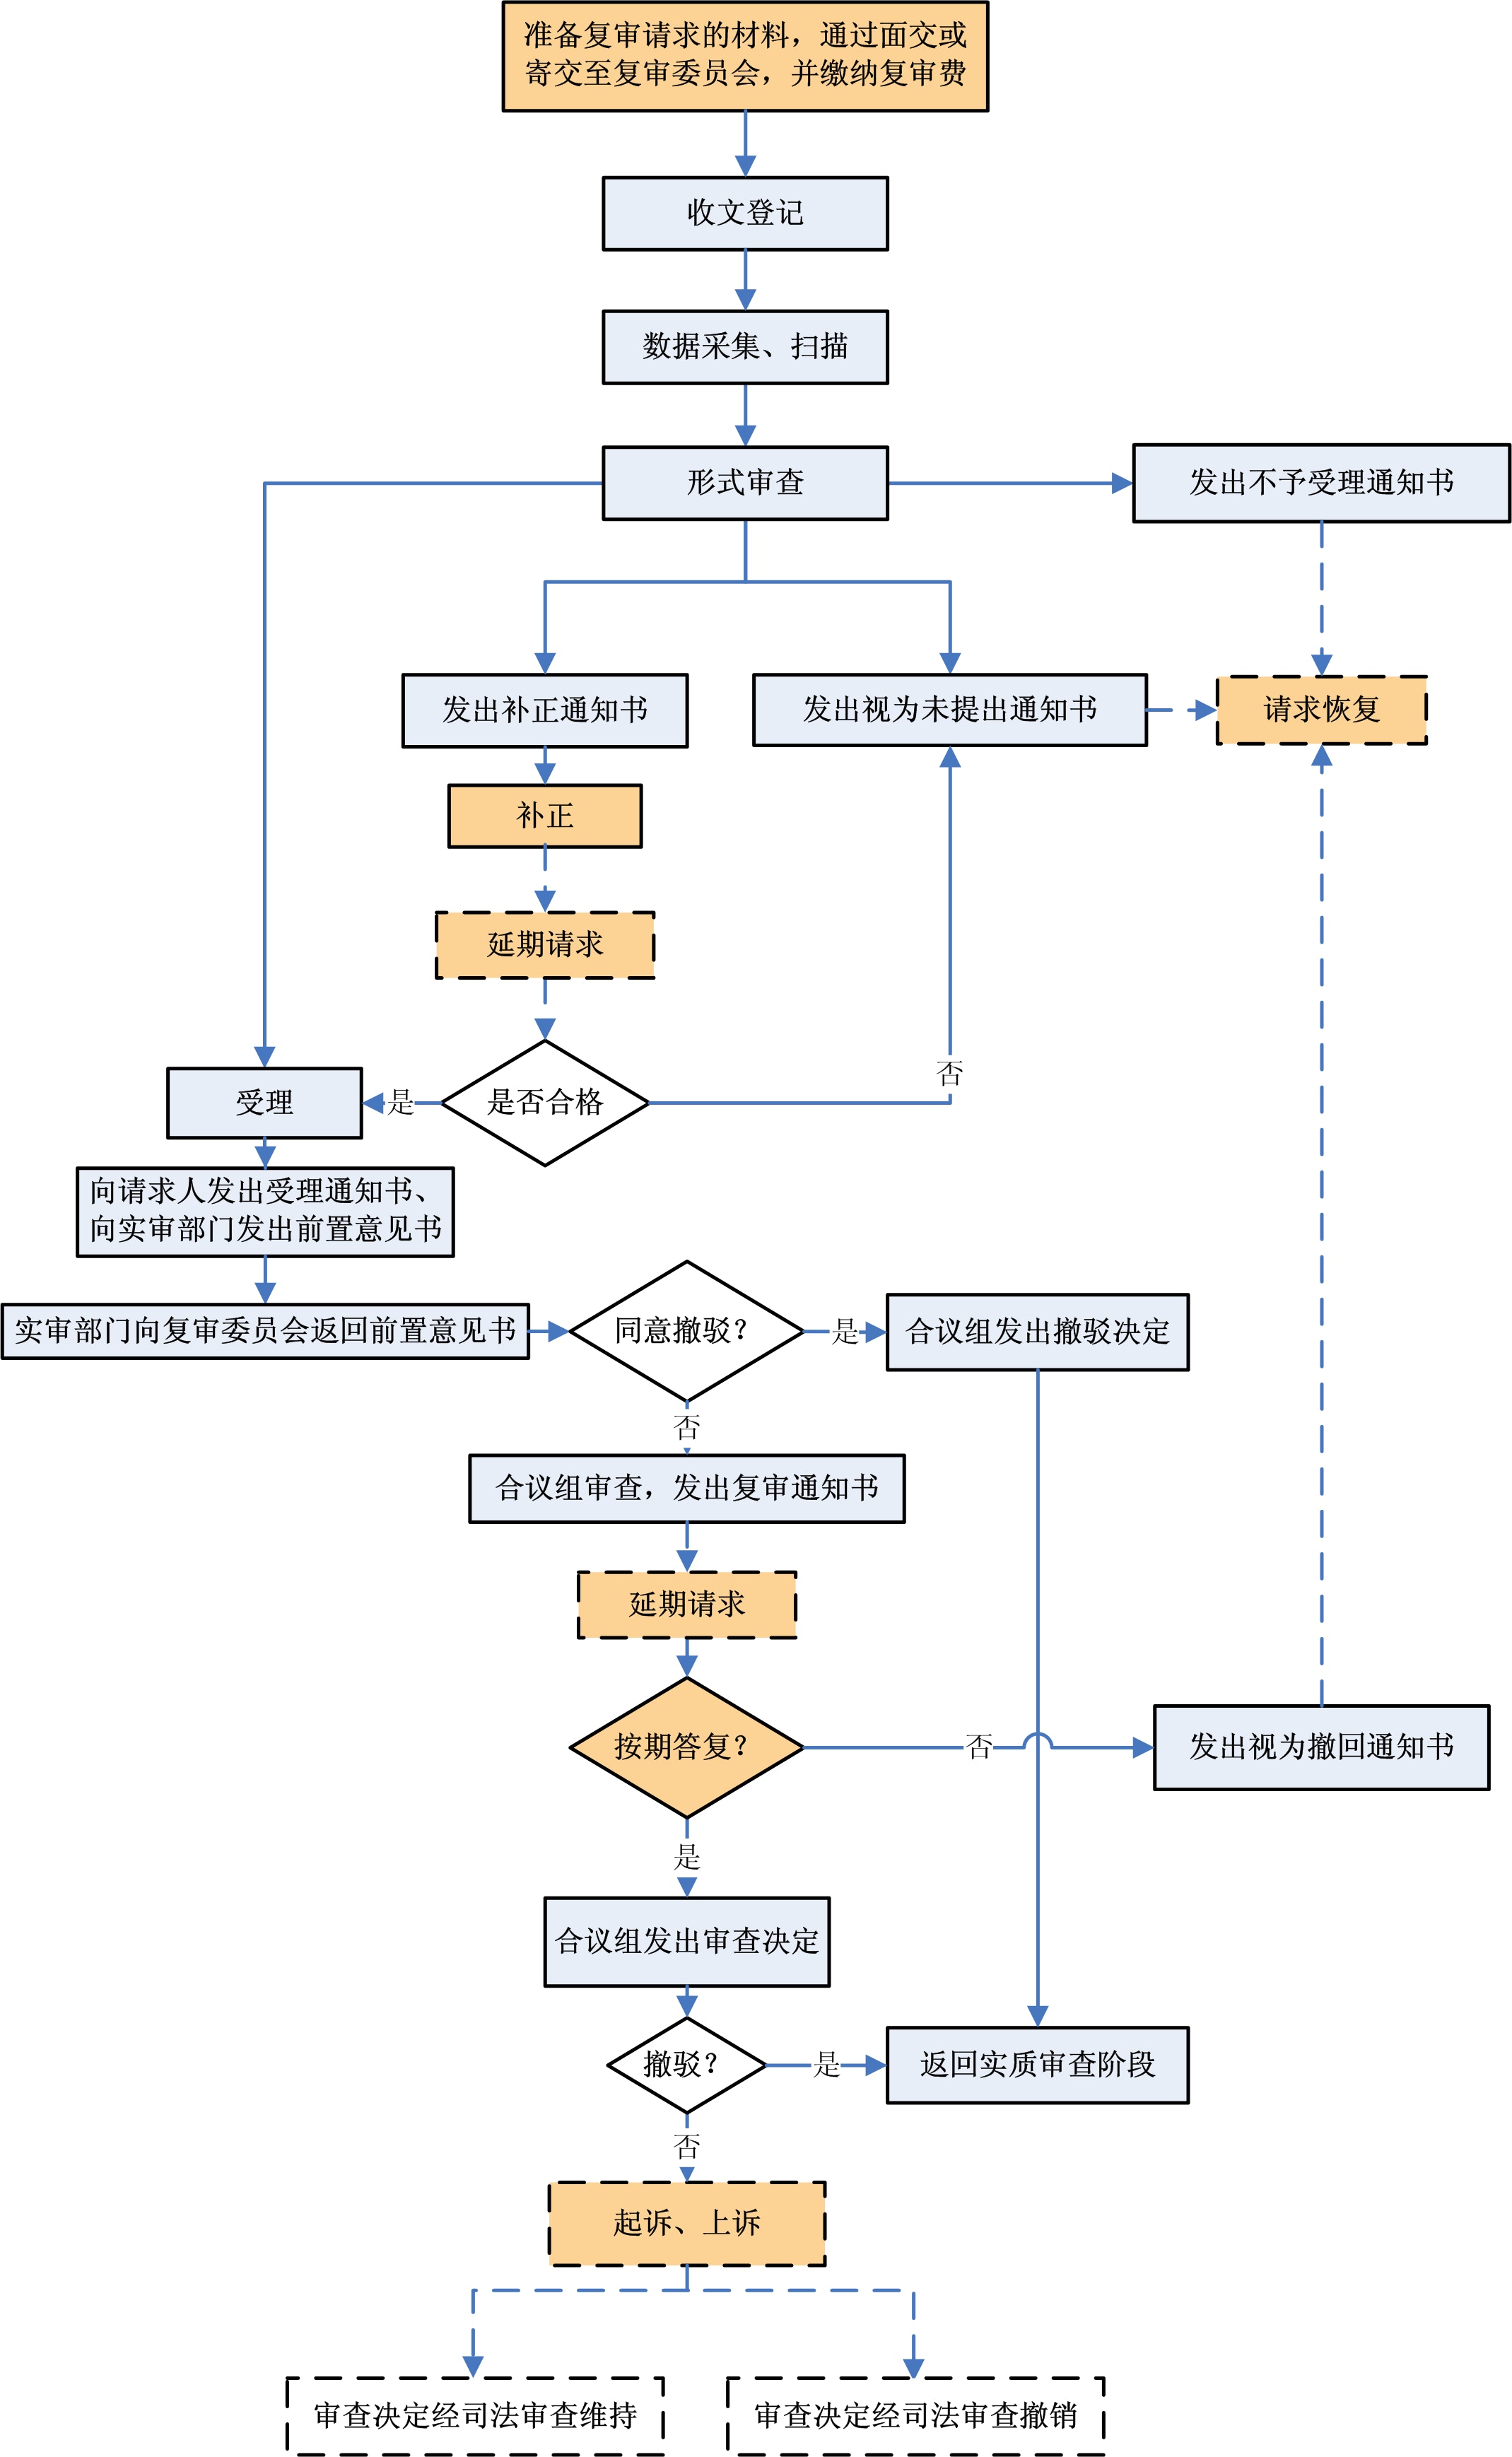 准备复审请求的材料，通过面交或
寄交至复审委员会，并缴纳复审费
收文登记
数据采集、扫描
形式审查
发出不予受理通知书
发出补正通知书
发出视为未提出通知书
请求恢复
补正
延期请求
否
受理
是
是否合格
向请求人发出受理通知书、
向实审部门发出前置意见书
实审部门向复审委员会返回前置意见书
同意撤驳？
是
合议组发出撤驳决定
否
合议组审查，发出复审通知书
延期请求
按期答复？
否
发出视为撤回通知书
是
合议组发出审查决定
撤驳？
是
返回实质审查阶段
否
起诉、上诉
审查决定经司法审查维持
审查决定经司法审查撤销